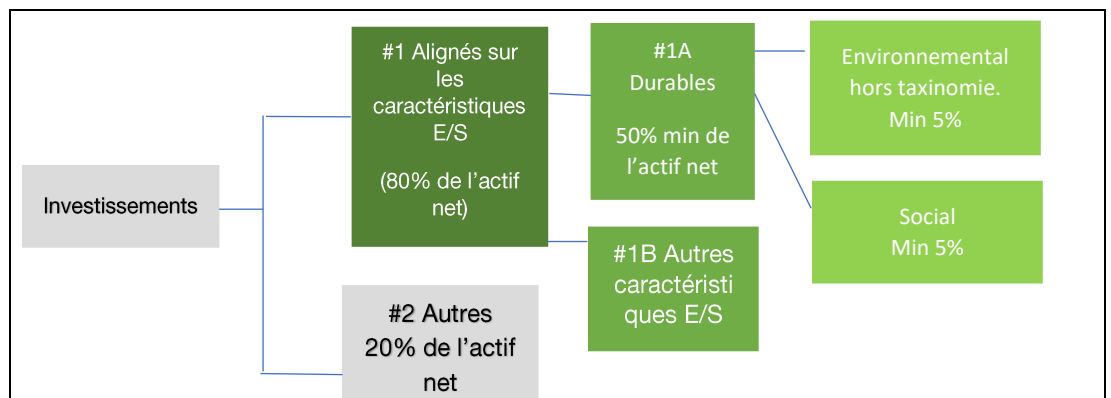 Investissements
#1 Alignés sur
les
caractéristiques
E/S
(80% de l'actif
net)
#2 Autres
20% de l'actif
net
#1A
Durables
50% min de
l'actif net
#1B Autres
caractéristi
ques E/S
Environnemental
hors taxinomie.
Min 5%
Social
Min 5%